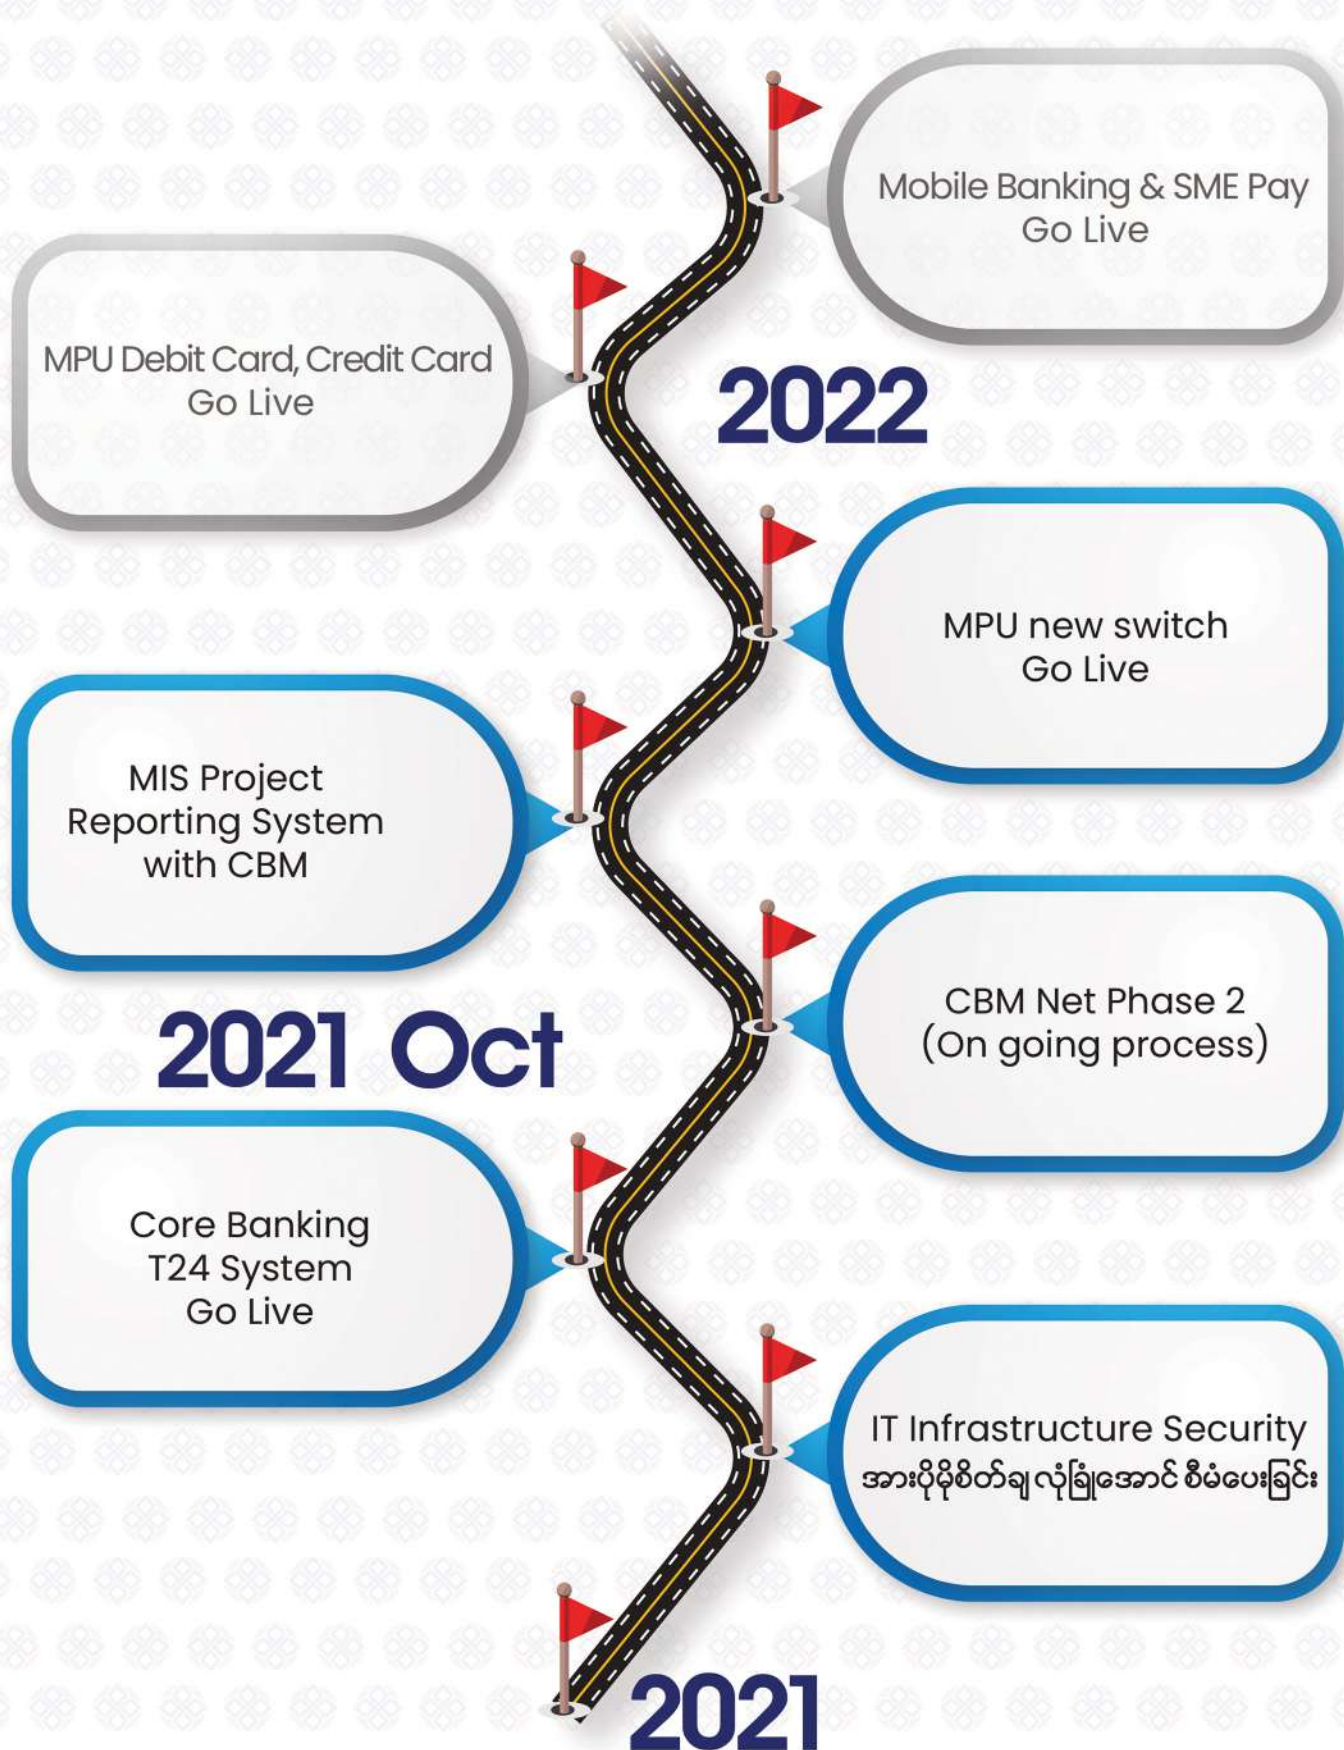 Mobile Banking & SME Pay
Go Live
MPU Debit Card, Credit Card
Go Live
2022
MPU new switch
Go Live
MIS Project
Reporting System
with CBM
CBM Net Phase 2
(On going process)
2021 Oct
Core Banking
T24 System
Go Live
IT Infrastructure Security
အားပိုမိုစိတ်ချ လုံခြုံအောင် စီမံပေးခြင်း
2021